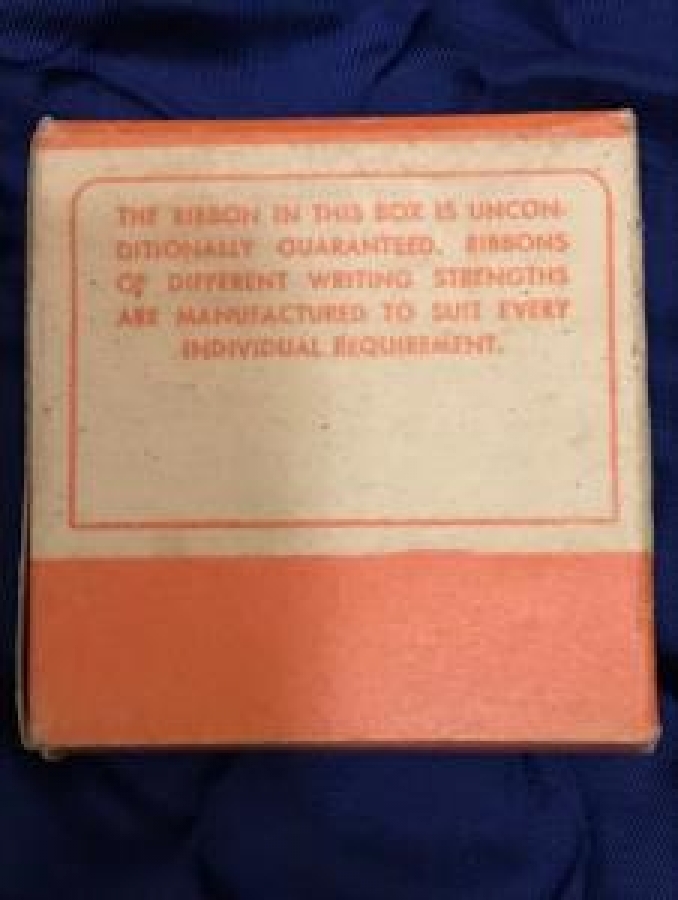 THE RIBBON IN THIS BOX IS UNCON-
DITIONALLY GUARANTEED. RIBBONS
OF DIFFERENT WRITING STRENGTHS
ARE MANUFACTURED TO SUIT EVERY
INDIVIDUAL REQUIREMENT.